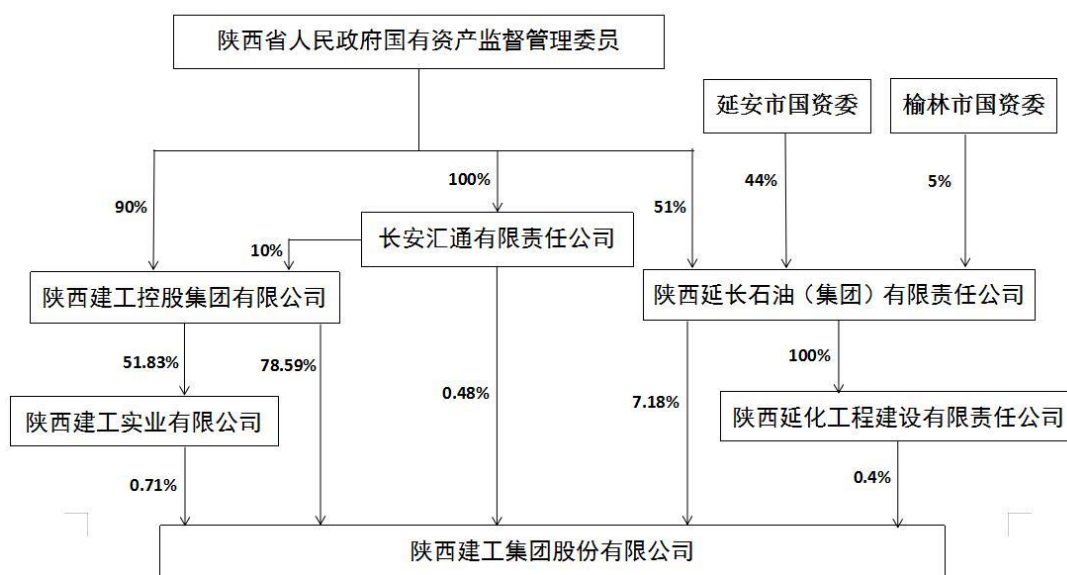 陕西省人民政府国有资产监督管理委员
延安市国资委
榆林市国资委
90%
100%
51%
44%
5%
长安汇通有限责任公司
10%
陕西建工控股集团有限公司
陕西延长石油（集团）有限责任公司
51.83%
78.59%
0.48%
7.18%
100%
陕西建工实业有限公司
陕西延化工程建设有限责任公司
0.71%
0.4%
陕西建工集团股份有限公司